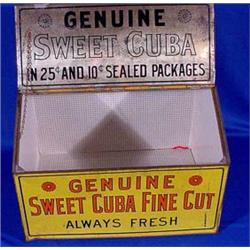 GENUINE
SWEET CUBA
IN 25¢ AND 10¢ SEALED PACKAGES
GENUINE
SWEET CUBA FINE CUT
ALWAYS FRESH